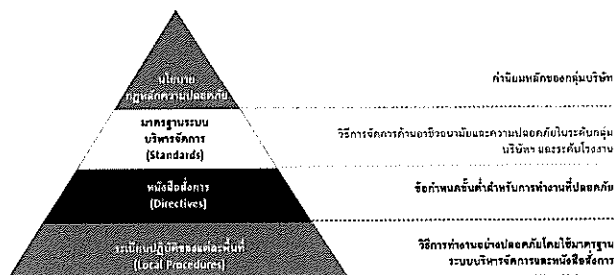 นโยบาย
กฎหลักความปลอดภัย
ค่านิยมหลักของกลุ่มบริษัท
มาตรฐานระบบ
บริหารจัดการ
(Standards)
วิธีการจัดการด้านอาชีวอนามัยและความปลอดภัยในระดับกลุ่ม
บริษัทฯ และระดับโรงงาน
หนังสือสั่งการ
(Directives)
ข้อกำหนดขั้นต่ำสำหรับการทำงานที่ปลอดภัย
ระเบียบปฏิบัติของแต่ละพื้นที่
(Local Procedures)
วิธีการทำงานอย่างปลอดภัยโดยใช้มาตรฐาน
ระบบบริหารจัดการและหนังสือสั่งการ